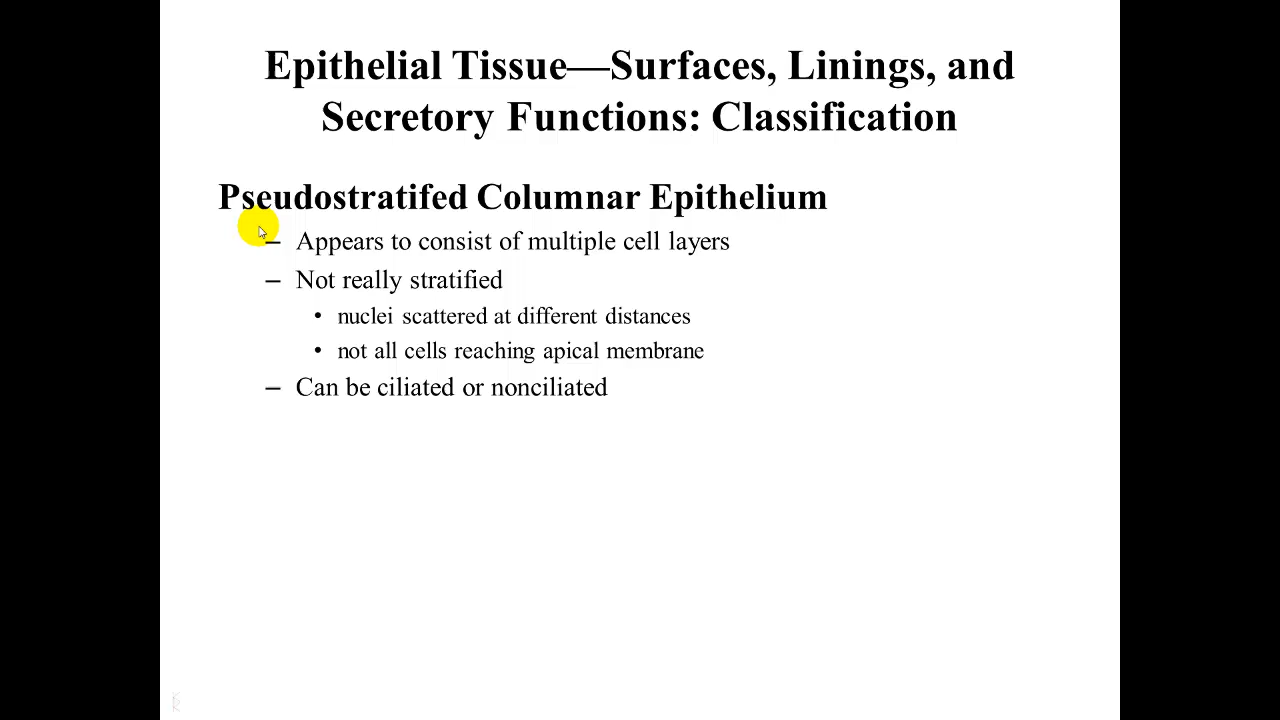 Epithelial Tissue—Surfaces, Linings, and
Secretory Functions: Classification
Pseudostratifed Columnar Epithelium
– Appears to consist of multiple cell layers
– Not really stratified
• nuclei scattered at different distances
• not all cells reaching apical membrane
– Can be ciliated or nonciliated